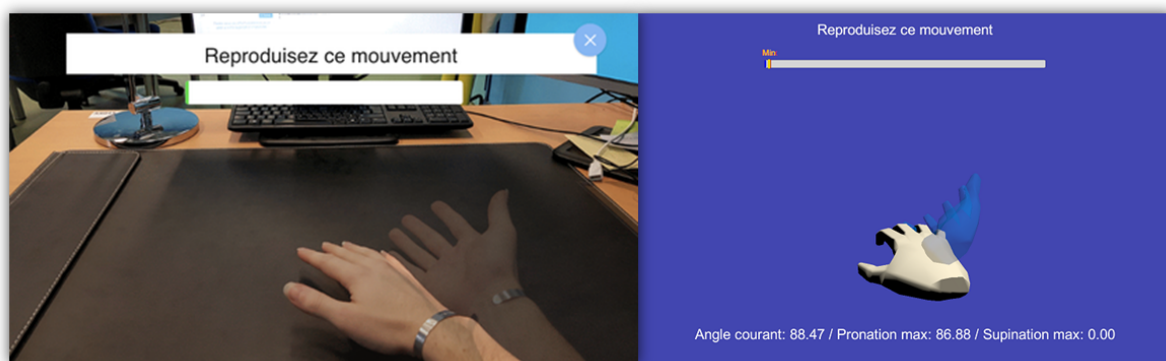 Reproduisez ce mouvement
Reproduisez ce mouvement
Min
Angle courant: 88.47 / Pronation max: 86.88 / Supination max: 0.00